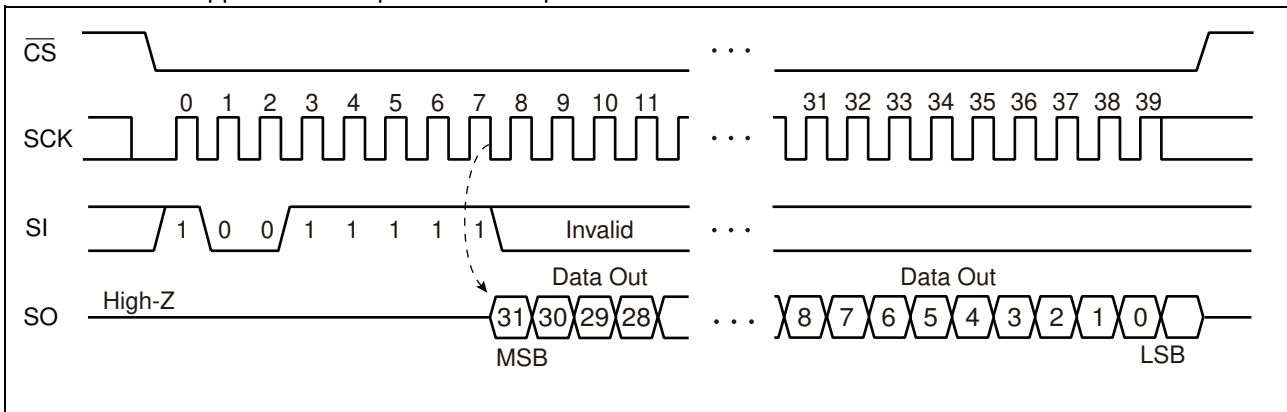 CS
. . .
0 1 2 3 4 5 6 7 8 9 10 11 31 32 33 34 35 36 37 38 39
SCK
. . .
SI 1 0 0 1 1 1 1 1 Invalid . . .
Data Out Data Out
High-Z
SO 31 30 29 28 . . . 8 7 6 5 4 3 2 1 0
MSB LSB